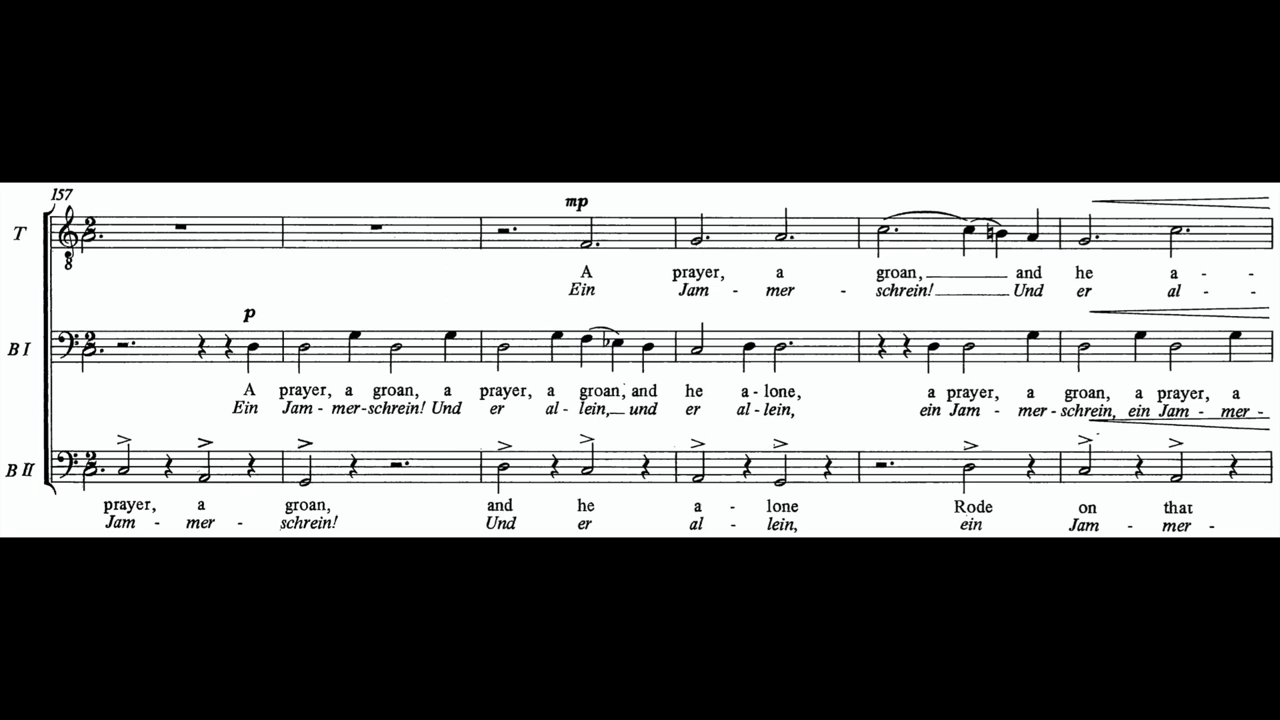 157
mp
T
A prayer, a groan, and he a - -
Ein Jam - mer - schrein! Und er al - -
p
B I
A prayer, a groan, a prayer, a groan, and he a - lone, a prayer, a groan, a prayer, a
Ein Jam - mer - schrein! Und er al - lein, und er al - lein, ein Jam - mer - schrein, ein Jam - mer -
B II
prayer, a groan, and he a - lone Rode on that
Jam - mer - schrein! Und er al - lein, ein Jam - mer -